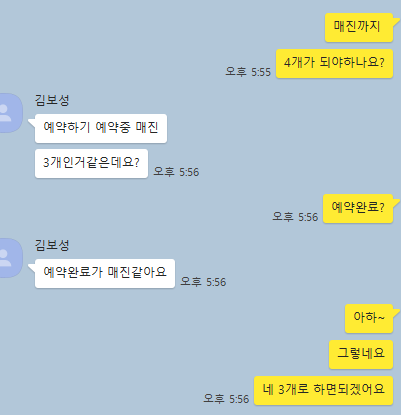 매진까지
4개가 되야하나요?
오후 5:55
김보성
예약하기 예약중 매진
3개인거같은데요?
오후 5:56
예약완료?
오후 5:56
김보성
예약완료가 매진같아요
오후 5:56
아하~
그렇네요
네 3개로 하면되겠어요
오후 5:56